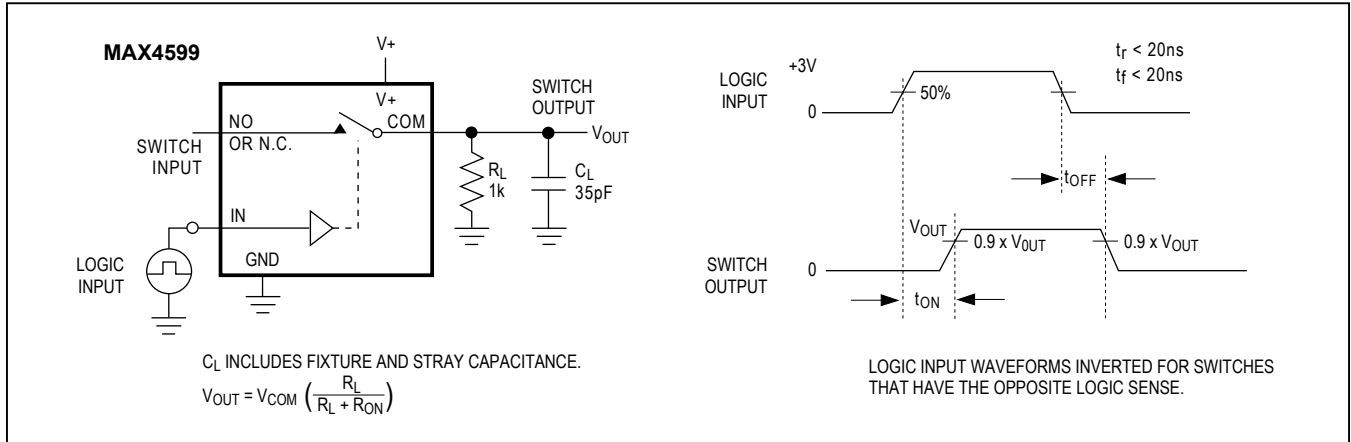 MAX4599
V+
V+
NO
COM
OR N.C.
SWITCH
INPUT
SWITCH
OUTPUT
VOUT
RL
1k
CL
35pF
IN
GND
LOGIC
INPUT
CL INCLUDES FIXTURE AND STRAY CAPACITANCE.
VOUT = VCOM ( RL / RL + RON )
LOGIC
INPUT
+3V
0
50%
tr < 20ns
tf < 20ns
tOFF
SWITCH
OUTPUT
VOUT
0
0.9 x V0UT
0.9 x VOUT
tON
LOGIC INPUT WAVEFORMS INVERTED FOR SWITCHES
THAT HAVE THE OPPOSITE LOGIC SENSE.